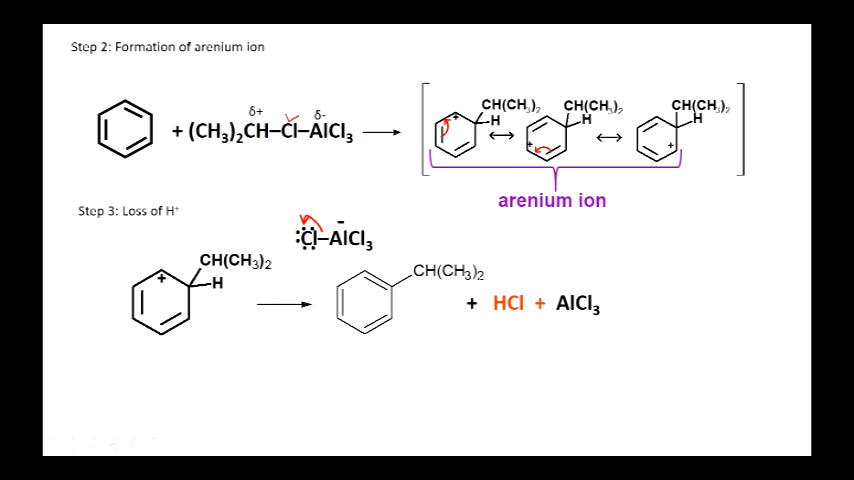 Step 2: Formation of arenium ion
δ+ δ-
+ (CH₃)₂CH–Cl–AlCl₃
CH(CH₃)₂ CH(CH₃)₂ CH(CH₃)₂
+ H + H + H
arenium ion
Step 3: Loss of H⁺
:Cl–AlCl₃ -
CH(CH₃)₂ CH(CH₃)₂
+ H
+ HCl + AlCl₃